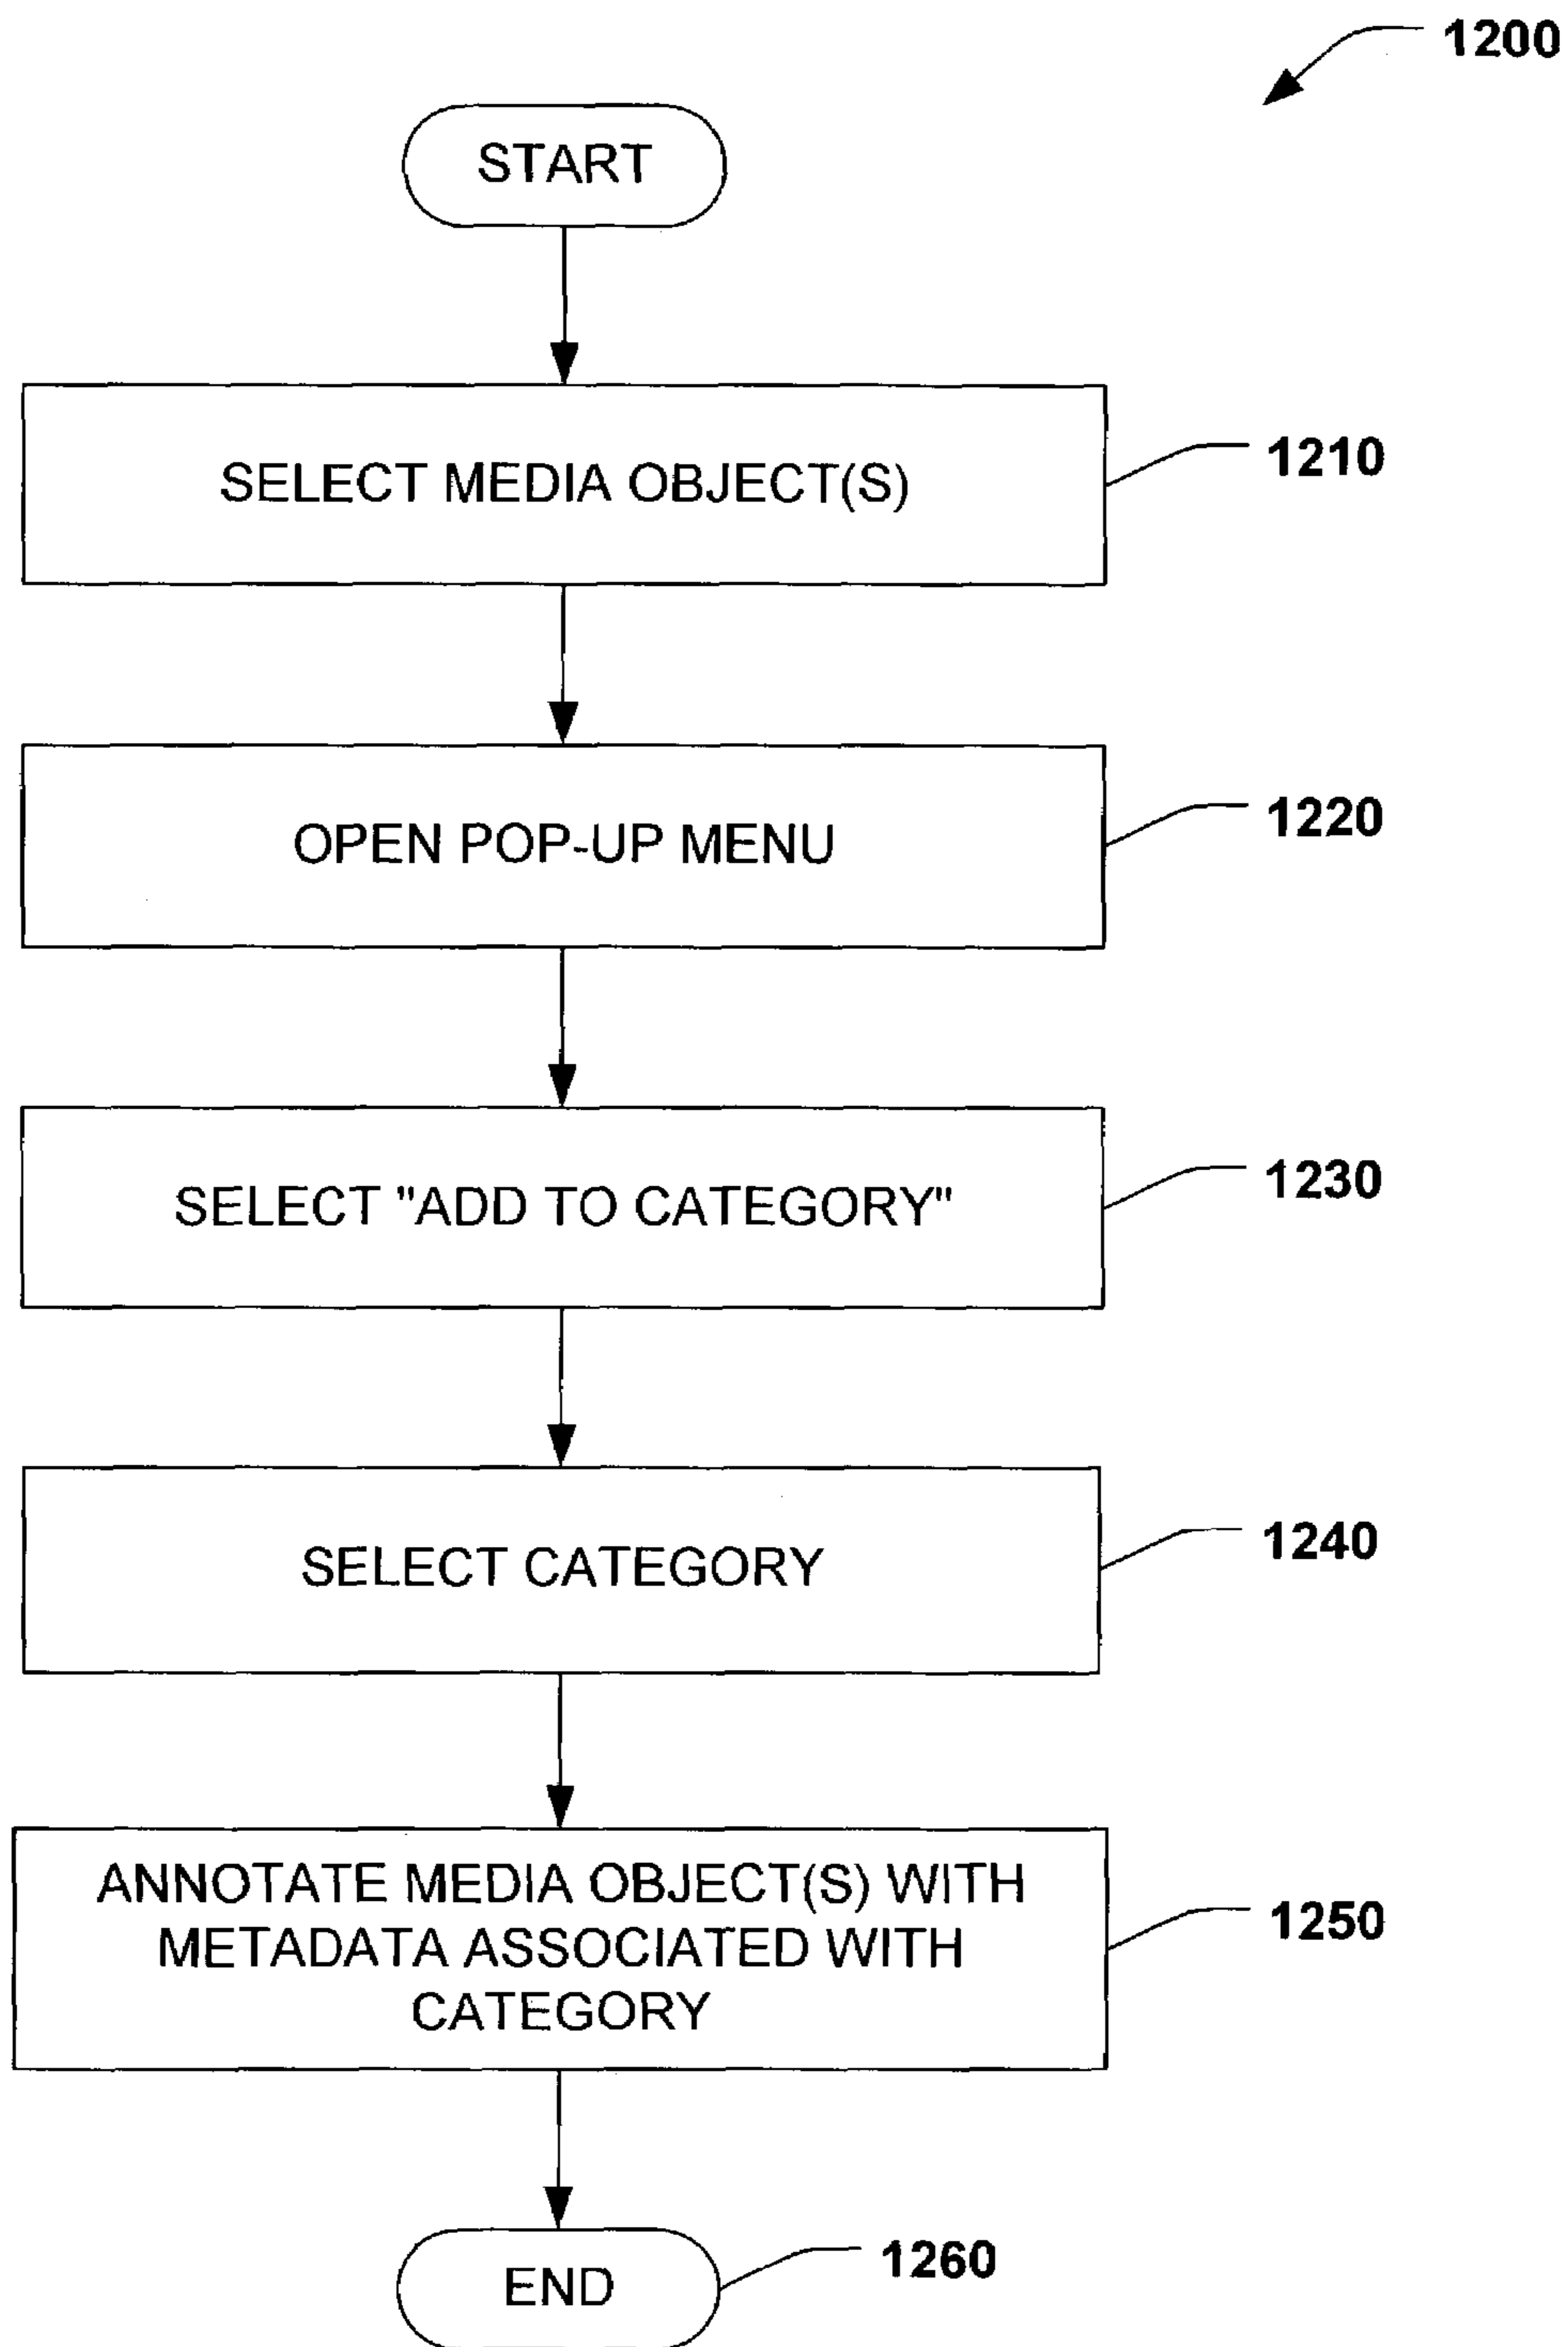 1200
START
SELECT MEDIA OBJECT(S)
1210
OPEN POP-UP MENU
1220
SELECT "ADD TO CATEGORY"
1230
SELECT CATEGORY
1240
ANNOTATE MEDIA OBJECT(S) WITH
METADATA ASSOCIATED WITH
CATEGORY
1250
END
1260